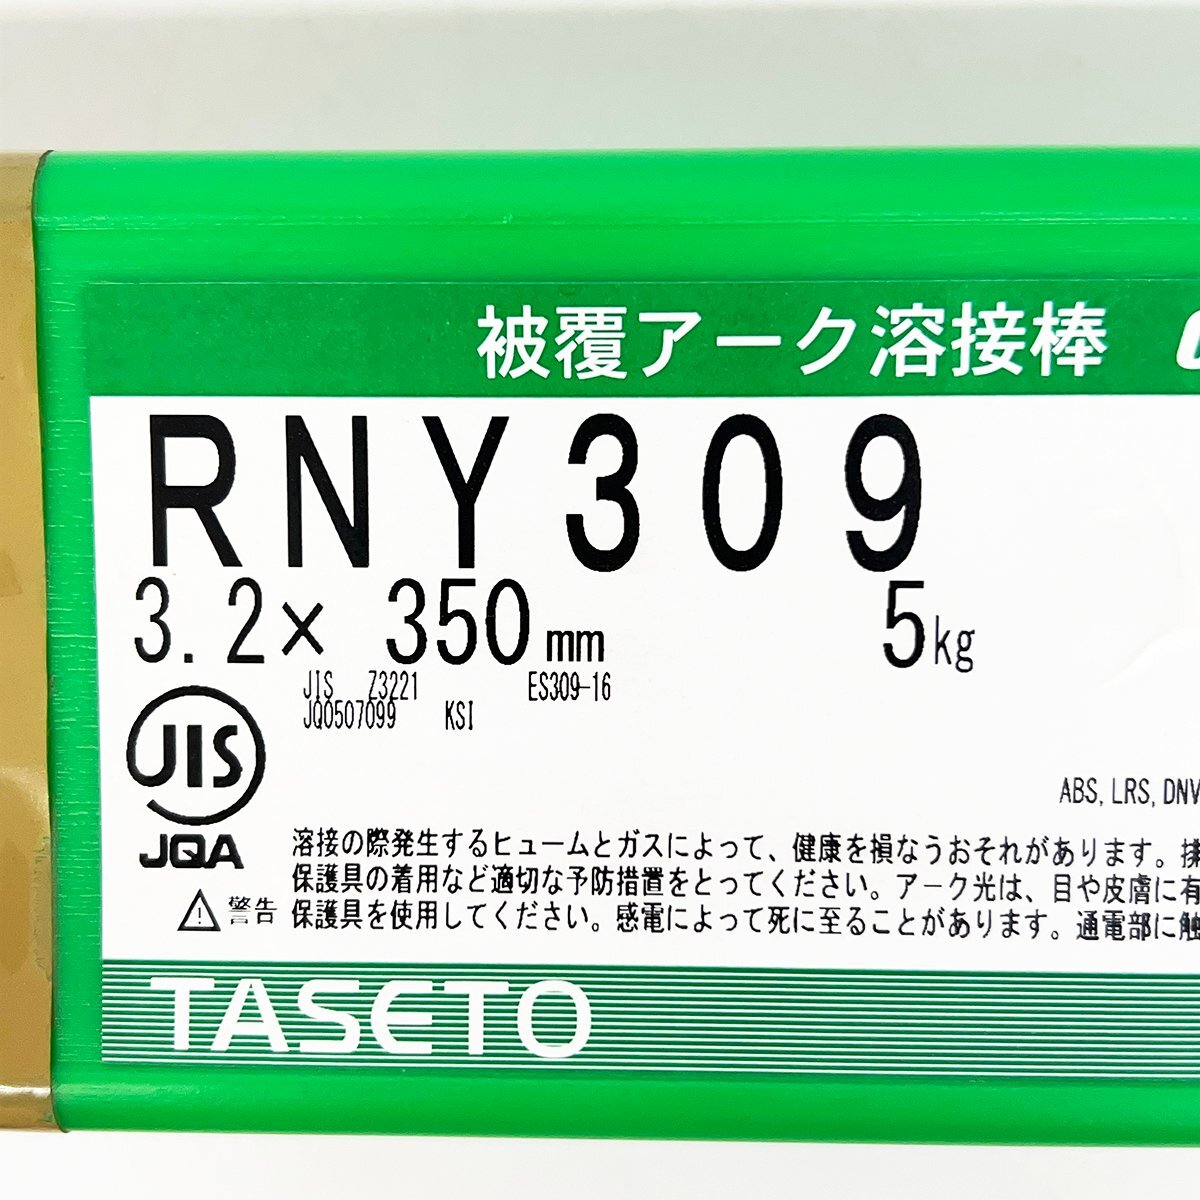 被覆アーク溶接棒
RNY309
3.2× 350mm 5kg
JIS Z3221 ES309-16
JQ0507099 KSI
JIS
JQA
ABS, LRS, DNV
溶接の際発生するヒュームとガスによって、健康を損なうおそれがあります。排
保護具の着用など適切な予防措置をとってください。アーク光は、目や皮膚に有
警告 保護具を使用してください。感電によって死に至ることがあります。通電部に触
TASETO